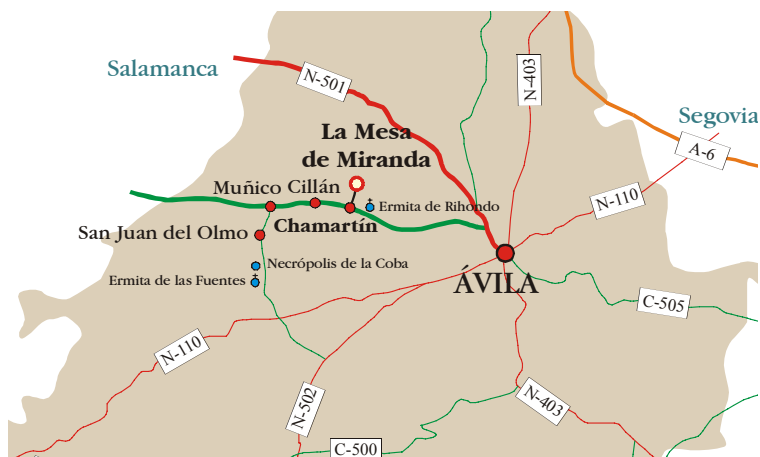 Salamanca
N-501
N-403
Segovia
A-6
La Mesa
de Miranda
Muñico Cillán
N-110
Ermita de Rihondo
Chamartín
San Juan del Olmo
Necrópolis de la Coba
Ermita de las Fuentes
ÁVILA
C-505
N-110
N-502
N-403
C-500